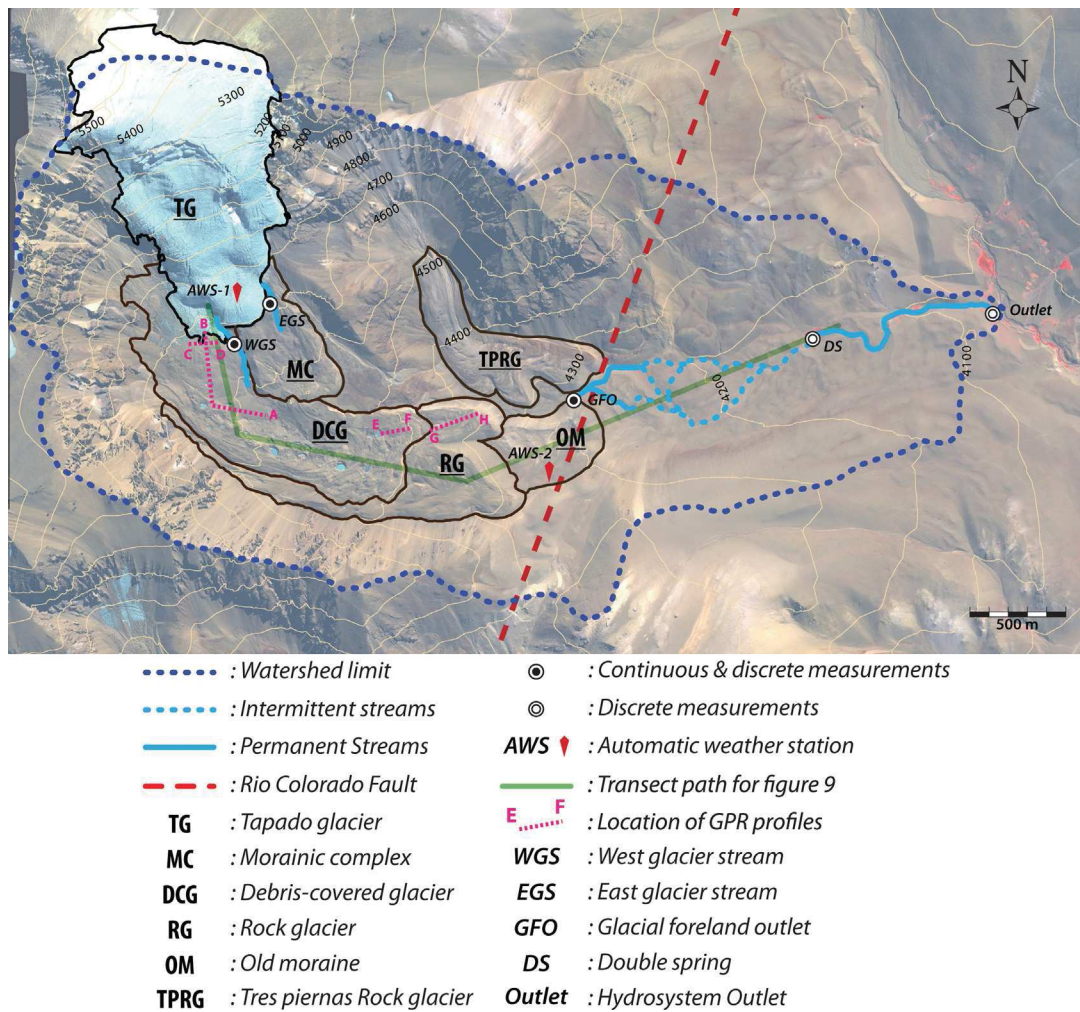 N
5300
5500
5400
5200
5100
5000
4900
4800
4700
4600
TG
4500
AWS-1
EGS
Outlet
B
WGS
C
D
4400
TPRG
DS
MC
4300
4100
4200
GFO
A
F
H
E
DCG
G
OM
AWS-2
RG
500 m
: Watershed limit
: Continuous & discrete measurements
: Intermittent streams
: Discrete measurements
: Permanent Streams
AWS : Automatic weather station
: Rio Colorado Fault
: Transect path for figure 9
TG : Tapado glacier
E F : Location of GPR profiles
MC : Morainic complex
WGS : West glacier stream
DCG : Debris-covered glacier
EGS : East glacier stream
RG : Rock glacier
GFO : Glacial foreland outlet
OM : Old moraine
DS : Double spring
TPRG : Tres piernas Rock glacier
Outlet : Hydrosystem Outlet